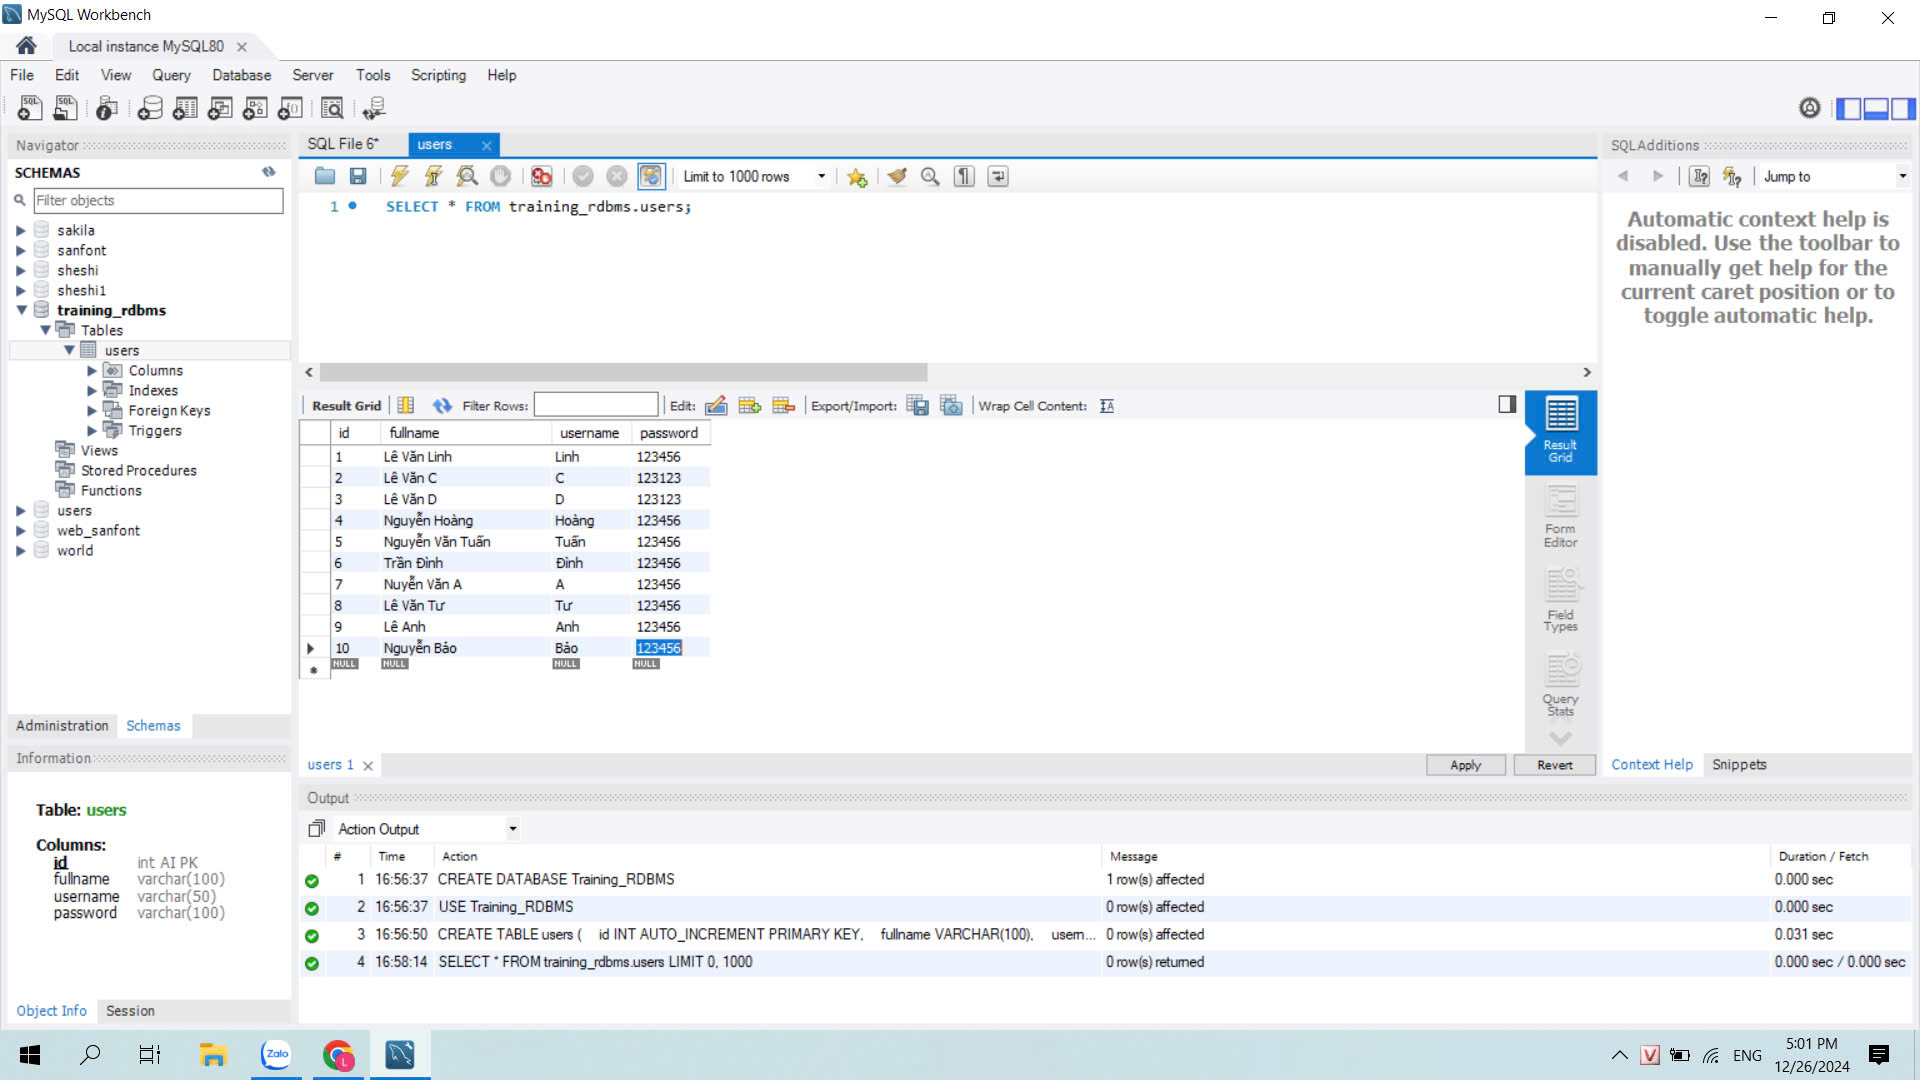 MySQL Workbench
Local instance MySQL80
File Edit View Query Database Server Tools Scripting Help
Navigator
SCHEMAS
Filter objects
sakila
sanfont
sheshi
sheshi1
training_rdbms
Tables
users
Columns
Indexes
Foreign Keys
Triggers
Views
Stored Procedures
Functions
users
web_sanfont
world
Administration Schemas
Information
Table: users
Columns:
id int AI PK
fullname varchar(100)
username varchar(50)
password varchar(100)
Object Info Session
SQL File 6* users
Limit to 1000 rows
1 SELECT * FROM training_rdbms.users;
Result Grid Filter Rows: Edit: Export/Import: Wrap Cell Content:
id fullname username password
1 Lê Văn Linh Linh 123456
2 Lê Văn C C 123123
3 Lê Văn D D 123123
4 Nguyễn Hoàng Hoàng 123456
5 Nguyễn Văn Tuấn Tuấn 123456
6 Trần Đình Đình 123456
7 Nuyễn Văn A A 123456
8 Lê Văn Tư Tư 123456
9 Lê Anh Anh 123456
10 Nguyễn Bảo Bảo 123456
NULL NULL NULL NULL
Result
Grid
Form
Editor
Field
Types
Query
Stats
users 1
Apply Revert
SQLAdditions
Jump to
Automatic context help is
disabled. Use the toolbar to
manually get help for the
current caret position or to
toggle automatic help.
Context Help Snippets
Output
Action Output
# Time Action Message Duration / Fetch
1 16:56:37 CREATE DATABASE Training_RDBMS 1 row(s) affected 0.000 sec
2 16:56:37 USE Training_RDBMS 0 row(s) affected 0.000 sec
3 16:56:50 CREATE TABLE users ( id INT AUTO_INCREMENT PRIMARY KEY, fullname VARCHAR(100), usern... 0 row(s) affected 0.031 sec
4 16:58:14 SELECT * FROM training_rdbms.users LIMIT 0, 1000 0 row(s) returned 0.000 sec / 0.000 sec
Zalo
L
V
ENG
5:01 PM
12/26/2024